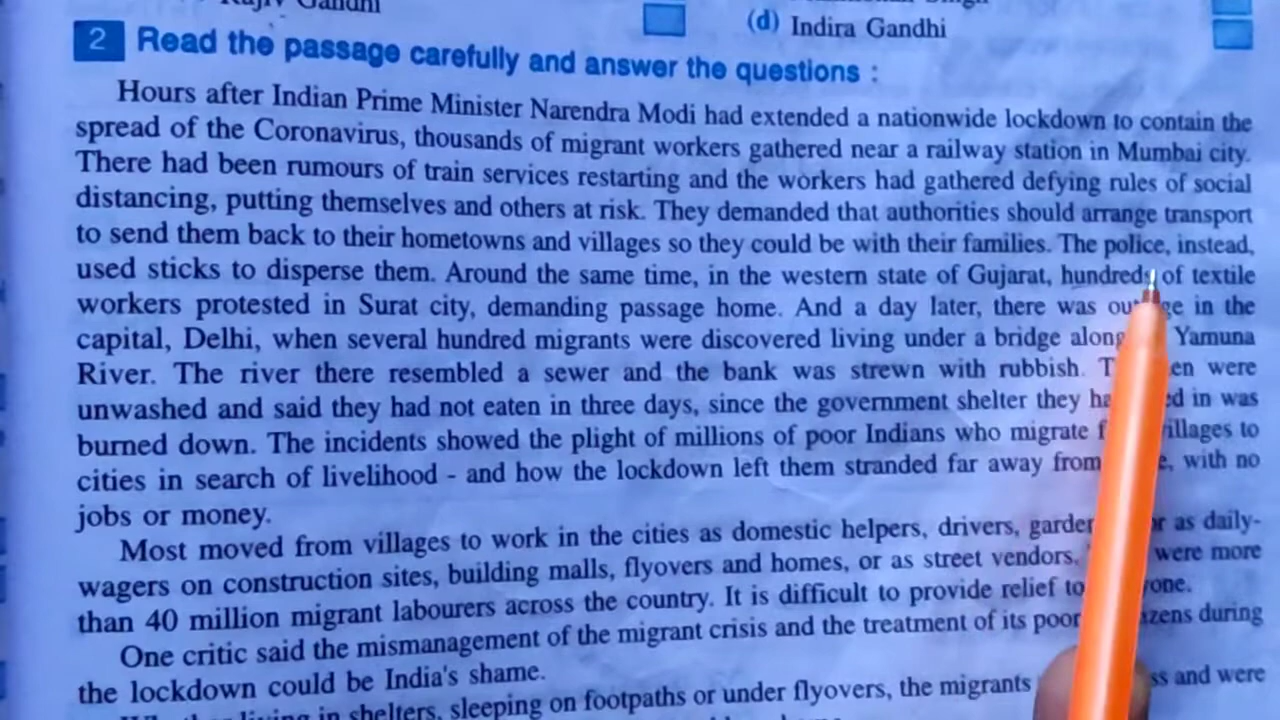 Rajiv Gandhi
(d) Indira Gandhi
2 Read the passage carefully and answer the questions :
Hours after Indian Prime Minister Narendra Modi had extended a nationwide lockdown to contain the
spread of the Coronavirus, thousands of migrant workers gathered near a railway station in Mumbai city.
There had been rumours of train services restarting and the workers had gathered defying rules of social
distancing, putting themselves and others at risk. They demanded that authorities should arrange transport
to send them back to their hometowns and villages so they could be with their families. The police, instead,
used sticks to disperse them. Around the same time, in the western state of Gujarat, hundreds of textile
workers protested in Surat city, demanding passage home. And a day later, there was in the
capital, Delhi, when several hundred migrants were discovered living under a bridge along Yamuna
River. The river there resembled a sewer and the bank was strewn with rubbish. were
unwashed and said they had not eaten in three days, since the government shelter they in was
burned down. The incidents showed the plight of millions of poor Indians who migrate villages to
cities in search of livelihood - and how the lockdown left them stranded far away from with no
jobs or money.
Most moved from villages to work in the cities as domestic helpers, drivers, or as daily-
wagers on construction sites, building malls, flyovers and homes, or as street vendors. were more
than 40 million migrant labourers across the country. It is difficult to provide relief to
One critic said the mismanagement of the migrant crisis and the treatment of its poor during
the lockdown could be India's shame.
in shelters, sleeping on footpaths or under flyovers, the migrants and were